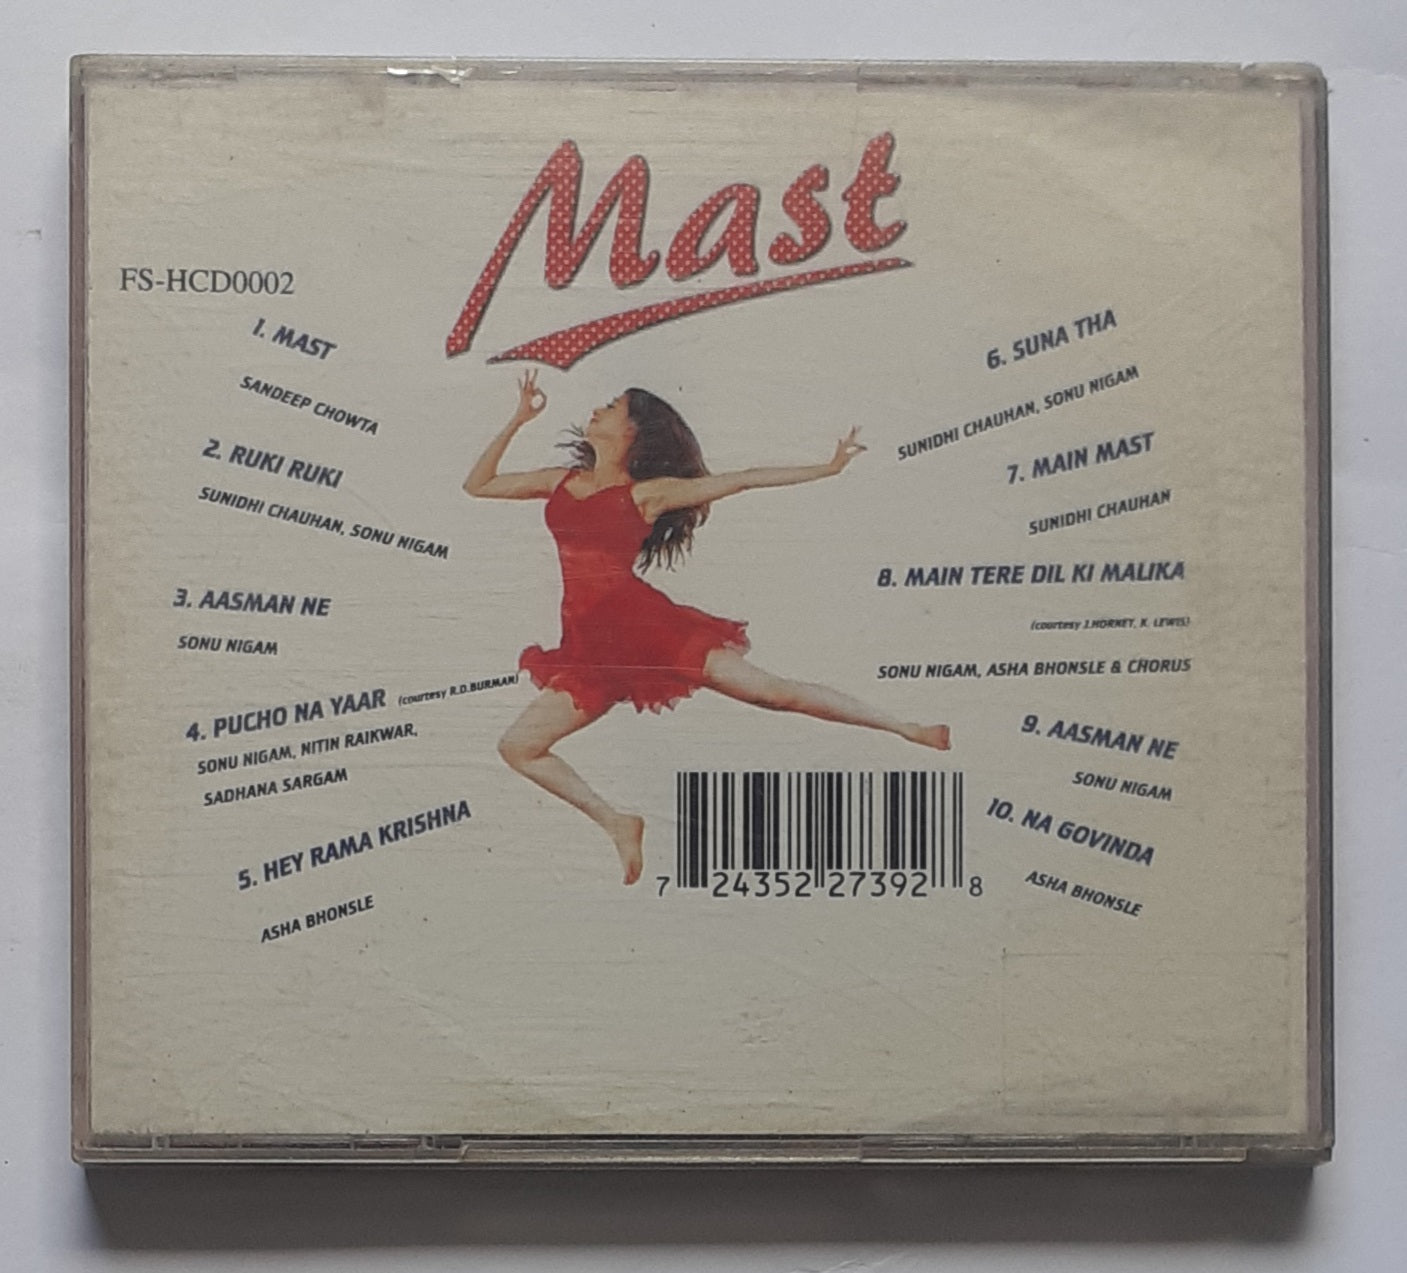 Mast
FS-HCD0002
1. MAST
SANDEEP CHOWTA
2. RUKI RUKI
SUNIDHI CHAUHAN, SONU NIGAM
3. AASMAN NE
SONU NIGAM
4. PUCHO NA YAAR (courtesy R.D.BURMAN)
SONU NIGAM, NITIN RAIKWAR,
SADHANA SARGAM
5. HEY RAMA KRISHNA
ASHA BHONSLE
6. SUNA THA
SUNIDHI CHAUHAN, SONU NIGAM
7. MAIN MAST
SUNIDHI CHAUHAN
8. MAIN TERE DIL KI MALIKA
(courtesy J.HORNEY, K. LEWIS)
SONU NIGAM, ASHA BHONSLE & CHORUS
9. AASMAN NE
SONU NIGAM
10. NA GOVINDA
ASHA BHONSLE
7 24352 27392 8